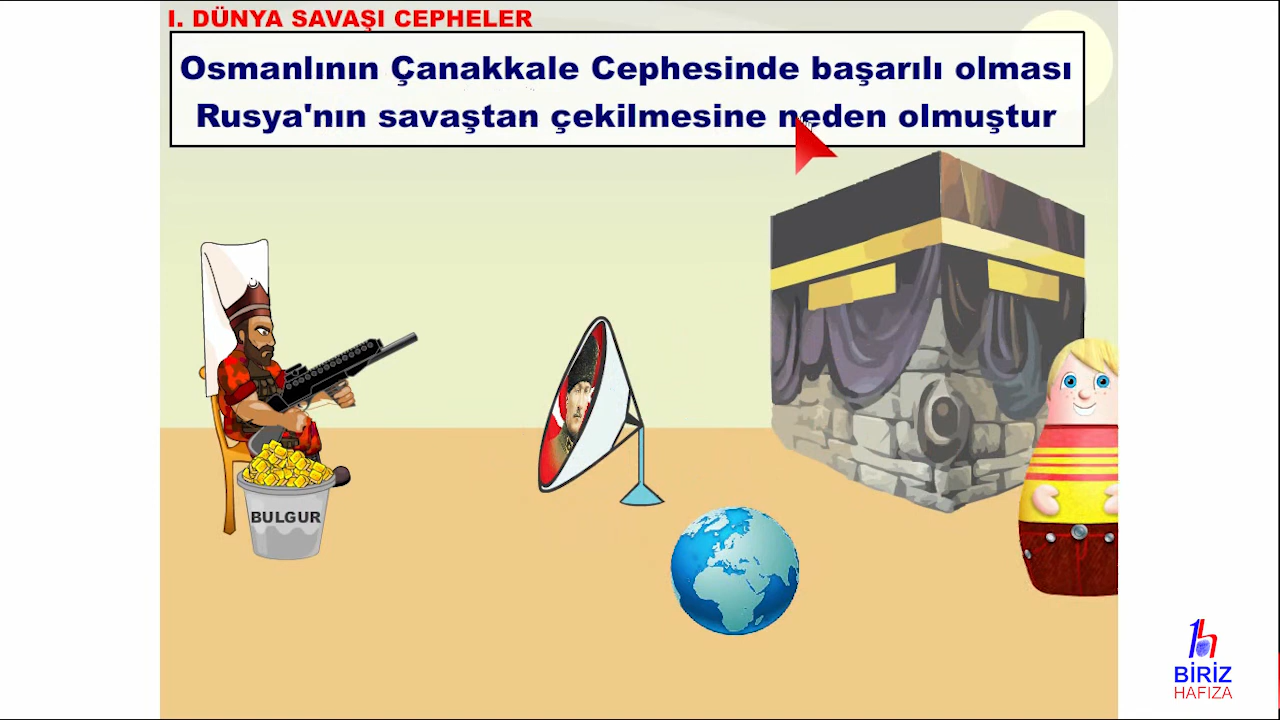 I. DÜNYA SAVAŞI CEPHELER
Osmanlının Çanakkale Cephesinde başarılı olması
Rusya'nın savaştan çekilmesine neden olmuştur
BULGUR
BİRİZ
HAFIZA